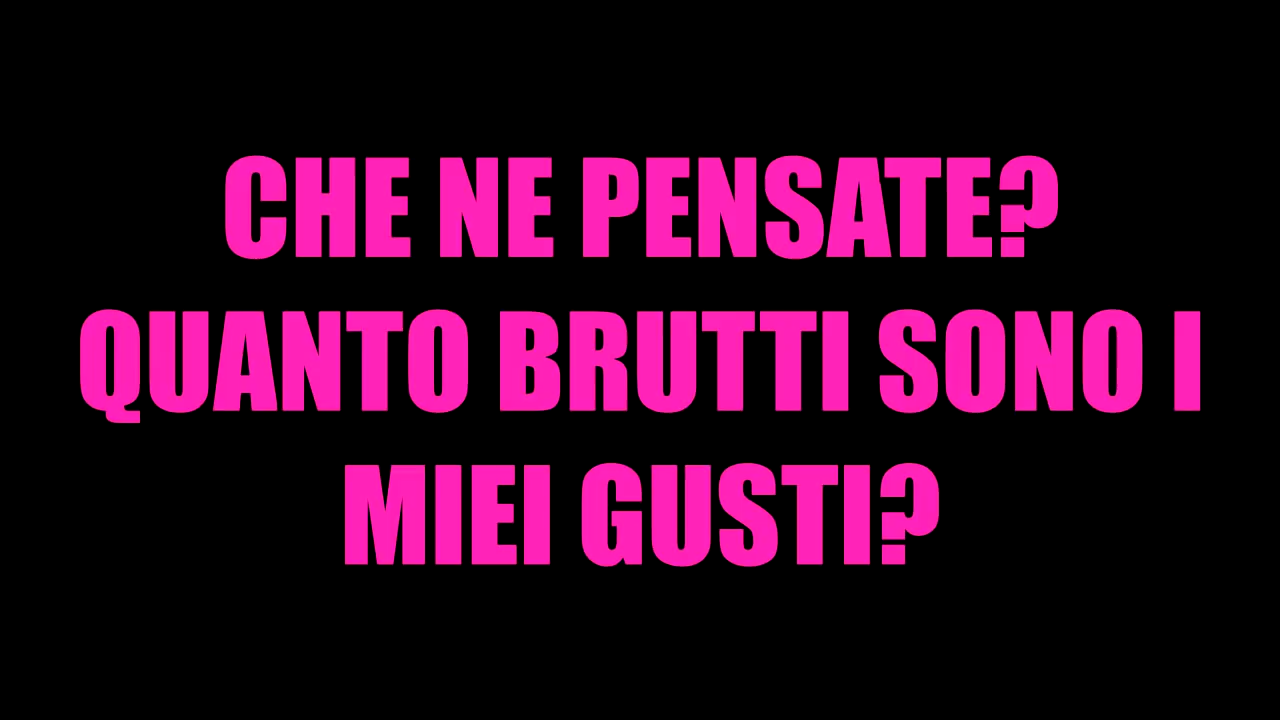 CHE NE PENSATE?
QUANTO BRUTTI SONO I
MIEI GUSTI?